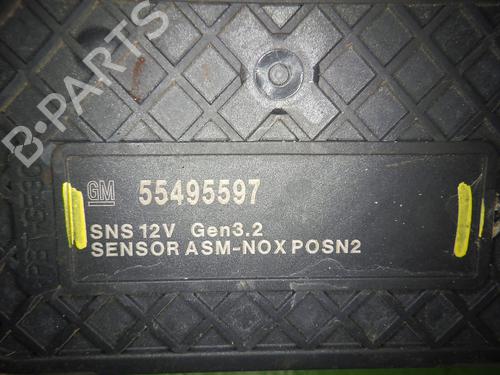 B-PARTS
GM 55495597
SNS 12V Gen3.2
SENSOR ASM-NOX POSN2